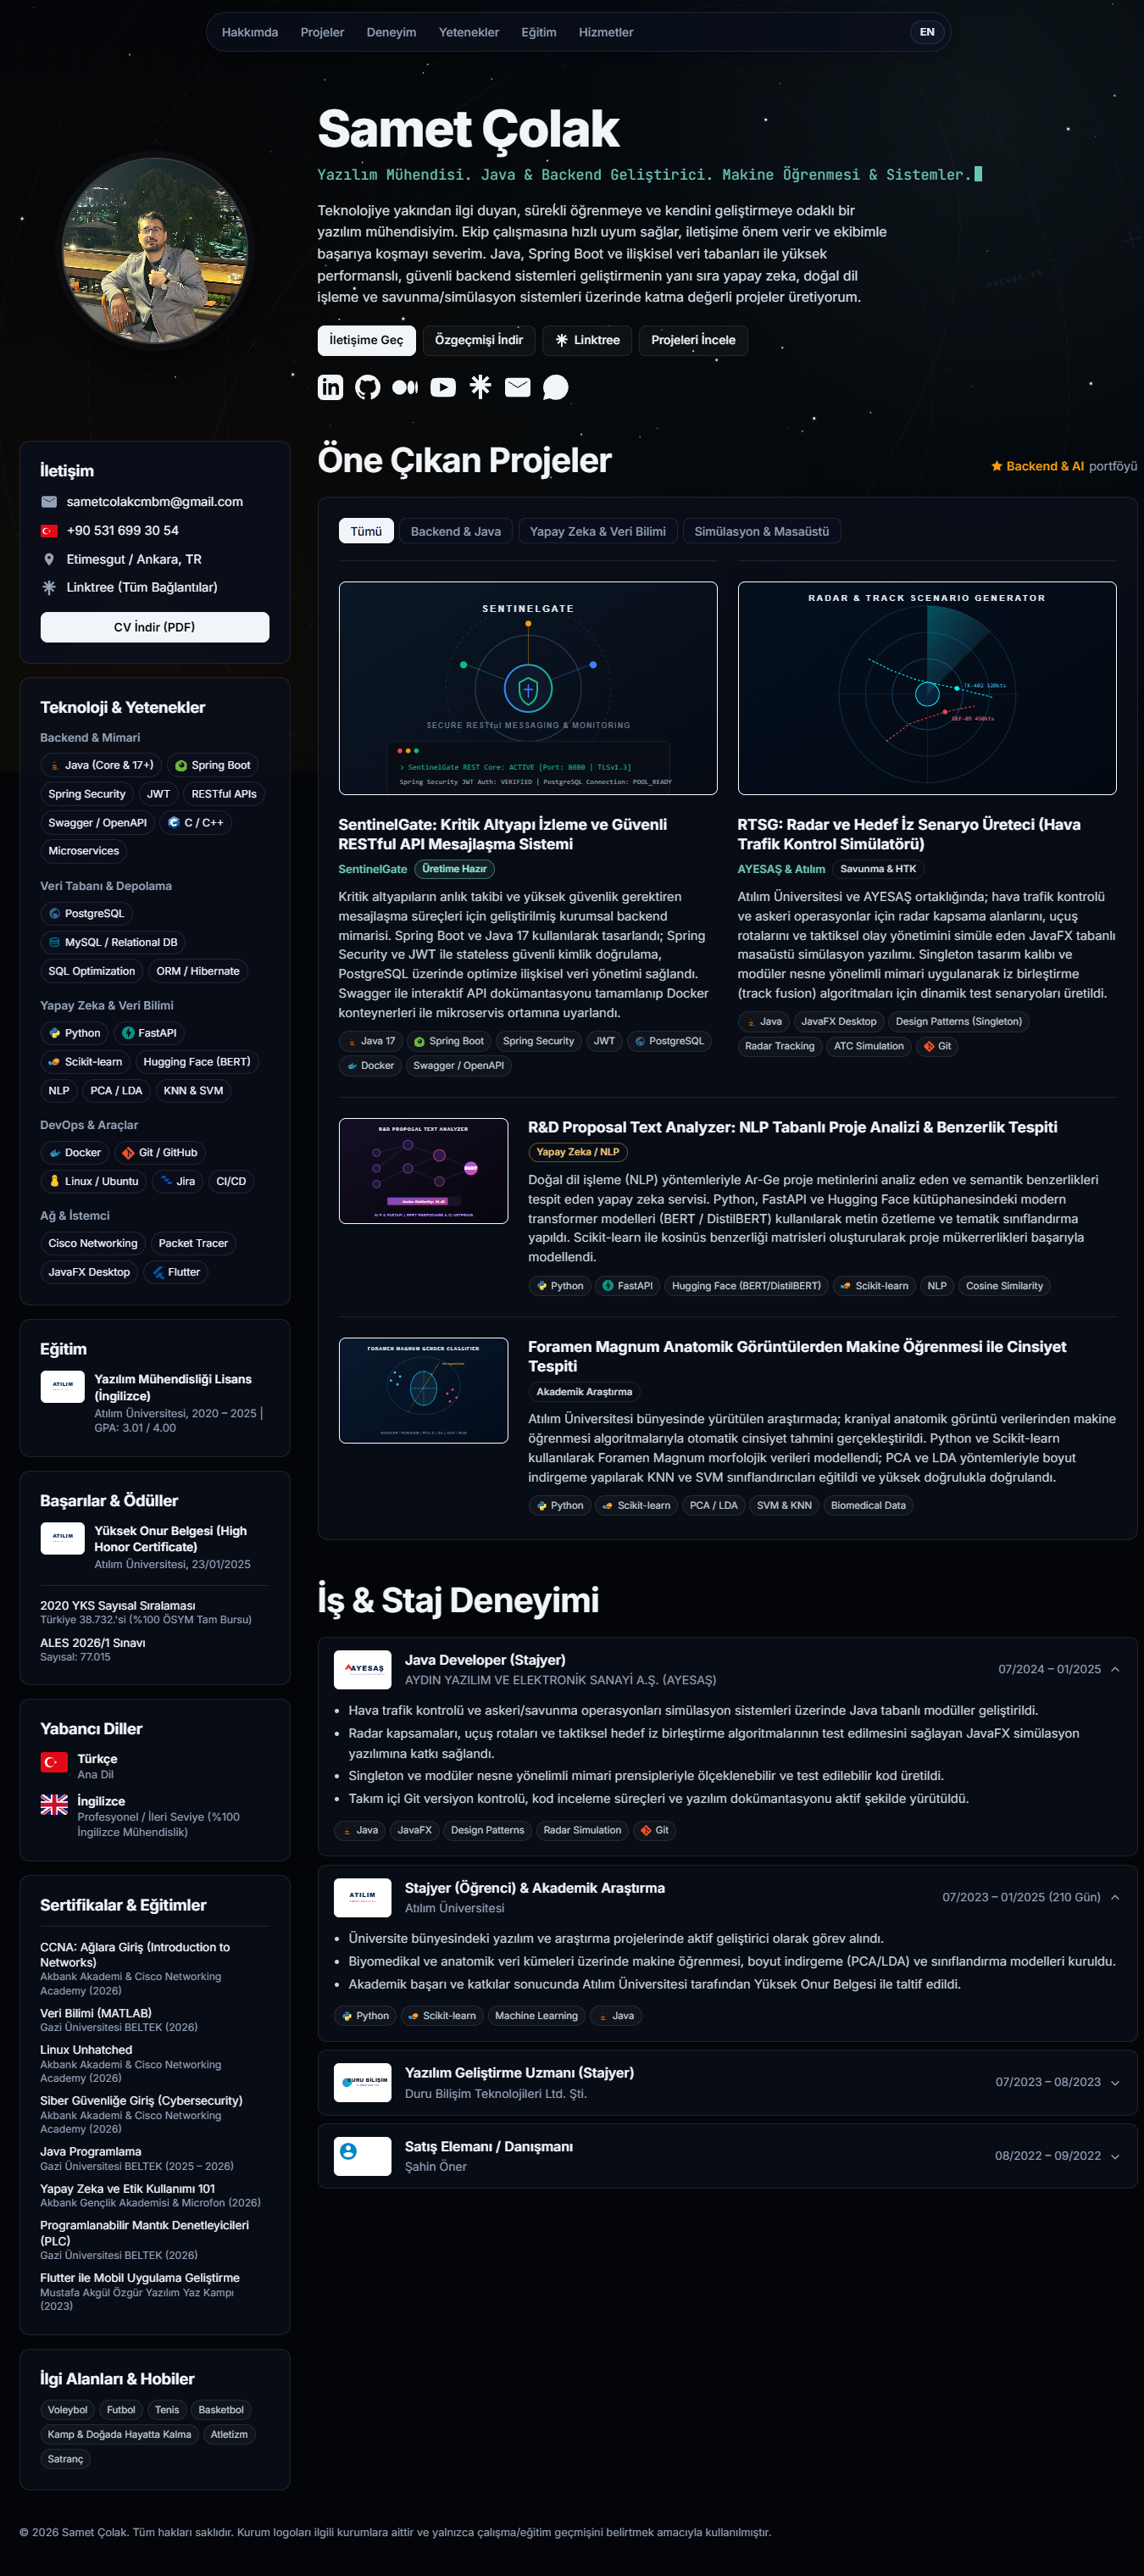 Hakkımda Projeler Deneyim Yetenekler Eğitim Hizmetler EN
Samet Çolak
Yazılım Mühendisi. Java & Backend Geliştirici. Makine Öğrenmesi & Sistemler.
Teknolojiye yakından ilgi duyan, sürekli öğrenmeye ve kendini geliştirmeye odaklı bir
yazılım mühendisiyim. Ekip çalışmasına hızlı uyum sağlar, iletişime önem verir ve ekibimle
başarıya koşmayı severim. Java, Spring Boot ve ilişkisel veri tabanları ile yüksek
performanslı, güvenli backend sistemleri geliştirmenin yanı sıra yapay zeka, doğal dil
işleme ve savunma/simülasyon sistemleri üzerinde katma değerli projeler üretiyorum.
İletişime Geç Özgeçmişi İndir Linktree Projeleri İncele
İletişim
sametcolakcmbm@gmail.com
+90 531 699 30 54
Etimesgut / Ankara, TR
Linktree (Tüm Bağlantılar)
CV İndir (PDF)
Teknoloji & Yetenekler
Backend & Mimari
Java (Core & 17+) Spring Boot
Spring Security JWT RESTful APIs
Swagger / OpenAPI C / C++
Microservices
Veri Tabanı & Depolama
PostgreSQL
MySQL / Relational DB
SQL Optimization ORM / Hibernate
Yapay Zeka & Veri Bilimi
Python FastAPI
Scikit-learn Hugging Face (BERT)
NLP PCA / LDA KNN & SVM
DevOps & Araçlar
Docker Git / GitHub
Linux / Ubuntu Jira CI/CD
Ağ & İstemci
Cisco Networking Packet Tracer
JavaFX Desktop Flutter
Eğitim
ATILIM
Yazılım Mühendisliği Lisans
(İngilizce)
Atılım Üniversitesi, 2020 – 2025 |
GPA: 3.01 / 4.00
Başarılar & Ödüller
ATILIM
Yüksek Onur Belgesi (High
Honor Certificate)
Atılım Üniversitesi, 23/01/2025
2020 YKS Sayısal Sıralaması
Türkiye 38.732.'si (%100 ÖSYM Tam Bursu)
ALES 2026/1 Sınavı
Sayısal: 77.015
Yabancı Diller
Türkçe
Ana Dil
İngilizce
Profesyonel / İleri Seviye (%100
İngilizce Mühendislik)
Sertifikalar & Eğitimler
CCNA: Ağlara Giriş (Introduction to
Networks)
Akbank Akademi & Cisco Networking
Academy (2026)
Veri Bilimi (MATLAB)
Gazi Üniversitesi BELTEK (2026)
Linux Unhatched
Akbank Akademi & Cisco Networking
Academy (2026)
Siber Güvenliğe Giriş (Cybersecurity)
Akbank Akademi & Cisco Networking
Academy (2026)
Java Programlama
Gazi Üniversitesi BELTEK (2025 – 2026)
Yapay Zeka ve Etik Kullanımı 101
Akbank Gençlik Akademisi & Microfon (2026)
Programlanabilir Mantık Denetleyicileri
(PLC)
Gazi Üniversitesi BELTEK (2026)
Flutter ile Mobil Uygulama Geliştirme
Mustafa Akgül Özgür Yazılım Yaz Kampı
(2023)
İlgi Alanları & Hobiler
Voleybol Futbol Tenis Basketbol
Kamp & Doğada Hayatta Kalma Atletizm
Satranç
Öne Çıkan Projeler
Backend & AI portföyü
Tümü Backend & Java Yapay Zeka & Veri Bilimi Simülasyon & Masaüstü
SENTINELGATE
SECURE RESTful MESSAGING & MONITORING
> SentinelGate REST Core: ACTIVE [Port: 8080 | TLSv1.3]
Spring Security JWT Auth: VERIFIED | PostgreSQL Connection: POOL_READY
SentinelGate: Kritik Altyapı İzleme ve Güvenli
RESTful API Mesajlaşma Sistemi
SentinelGate Üretime Hazır
Kritik altyapıların anlık takibi ve yüksek güvenlik gerektiren
mesajlaşma süreçleri için geliştirilmiş kurumsal backend
mimarisi. Spring Boot ve Java 17 kullanılarak tasarlandı; Spring
Security ve JWT ile stateless güvenli kimlik doğrulama,
PostgreSQL üzerinde optimize ilişkisel veri yönetimi sağlandı.
Swagger ile interaktif API dokümantasyonu tamamlanıp Docker
konteynerleri ile mikroservis ortamına uyarlandı.
Java 17 Spring Boot Spring Security JWT PostgreSQL
Docker Swagger / OpenAPI
RADAR & TRACK SCENARIO GENERATOR
TK-402 320kts
DEF-09 450kts
RTSG: Radar ve Hedef İz Senaryo Üreteci (Hava
Trafik Kontrol Simülatörü)
AYESAŞ & Atılım Savunma & HTK
Atılım Üniversitesi ve AYESAŞ ortaklığında; hava trafik kontrolü
ve askeri operasyonlar için radar kapsama alanlarını, uçuş
rotalarını ve taktiksel olay yönetimini simüle eden JavaFX tabanlı
masaüstü simülasyon yazılımı. Singleton tasarım kalıbı ve
modüler nesne yönelimli mimari uygulanarak iz birleştirme
(track fusion) algoritmaları için dinamik test senaryoları üretildi.
Java JavaFX Desktop Design Patterns (Singleton)
Radar Tracking ATC Simulation Git
R&D PROPOSAL TEXT ANALYZER
BERT
R&D Proposal Text Analyzer: NLP Tabanlı Proje Analizi & Benzerlik Tespiti
Yapay Zeka / NLP
Doğal dil işleme (NLP) yöntemleriyle Ar-Ge proje metinlerini analiz eden ve semantik benzerlikleri
tespit eden yapay zeka servisi. Python, FastAPI ve Hugging Face kütüphanesindeki modern
transformer modelleri (BERT / DistilBERT) kullanılarak metin özetleme ve tematik sınıflandırma
yapıldı. Scikit-learn ile kosinüs benzerliği matrisleri oluşturularak proje mükerrerlikleri başarıyla
modellendi.
Python FastAPI Hugging Face (BERT/DistilBERT) Scikit-learn NLP Cosine Similarity
FORAMEN MAGNUM GENDER CLASSIFIER
Foramen Magnum Anatomik Görüntülerden Makine Öğrenmesi ile Cinsiyet
Tespiti
Akademik Araştırma
Atılım Üniversitesi bünyesinde yürütülen araştırmada; kraniyal anatomik görüntü verilerinden makine
öğrenmesi algoritmalarıyla otomatik cinsiyet tahmini gerçekleştirildi. Python ve Scikit-learn
kullanılarak Foramen Magnum morfolojik verileri modellendi; PCA ve LDA yöntemleriyle boyut
indirgeme yapılarak KNN ve SVM sınıflandırıcıları eğitildi ve yüksek doğrulukla doğrulandı.
Python Scikit-learn PCA / LDA SVM & KNN Biomedical Data
İş & Staj Deneyimi
AYESAŞ
Java Developer (Stajyer)
AYDIN YAZILIM VE ELEKTRONİK SANAYİ A.Ş. (AYESAŞ)
07/2024 – 01/2025
• Hava trafik kontrolü ve askeri/savunma operasyonları simülasyon sistemleri üzerinde Java tabanlı modüller geliştirildi.
• Radar kapsamaları, uçuş rotaları ve taktiksel hedef iz birleştirme algoritmalarının test edilmesini sağlayan JavaFX simülasyon
yazılımına katkı sağlandı.
• Singleton ve modüler nesne yönelimli mimari prensipleriyle ölçeklenebilir ve test edilebilir kod üretildi.
• Takım içi Git versiyon kontrolü, kod inceleme süreçleri ve yazılım dokümantasyonu aktif şekilde yürütüldü.
Java JavaFX Design Patterns Radar Simulation Git
ATILIM
Stajyer (Öğrenci) & Akademik Araştırma
Atılım Üniversitesi
07/2023 – 01/2025 (210 Gün)
• Üniversite bünyesindeki yazılım ve araştırma projelerinde aktif geliştirici olarak görev alındı.
• Biyomedikal ve anatomik veri kümeleri üzerinde makine öğrenmesi, boyut indirgeme (PCA/LDA) ve sınıflandırma modelleri kuruldu.
• Akademik başarı ve katkılar sonucunda Atılım Üniversitesi tarafından Yüksek Onur Belgesi ile taltif edildi.
Python Scikit-learn Machine Learning Java
DURU BİLİŞİM
Yazılım Geliştirme Uzmanı (Stajyer)
Duru Bilişim Teknolojileri Ltd. Şti.
07/2023 – 08/2023
Satış Elemanı / Danışmanı
Şahin Öner
08/2022 – 09/2022
© 2026 Samet Çolak. Tüm hakları saklıdır. Kurum logoları ilgili kurumlara aittir ve yalnızca çalışma/eğitim geçmişini belirtmek amacıyla kullanılmıştır.